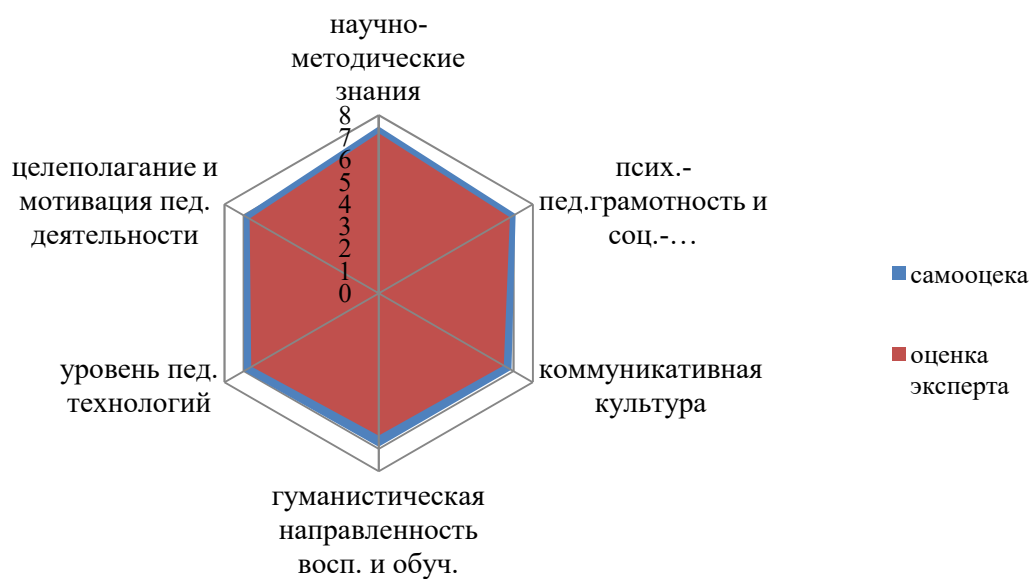 научно-
методические
знания
8
7
6
5
4
3
2
1
0
псих.-
пед.грамотность и
соц.-…
коммуникативная
культура
гуманистическая
направленность
восп. и обуч.
уровень пед.
технологий
целеполагание и
мотивация пед.
деятельности
самооцека
оценка
эксперта